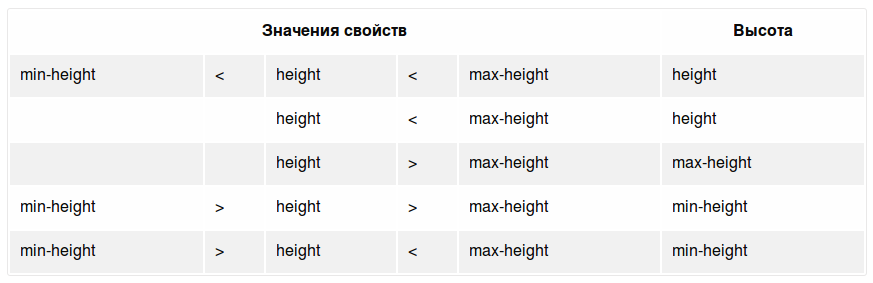 Значения свойств Высота
min-height < height < max-height height
height < max-height height
height > max-height max-height
min-height > height > max-height min-height
min-height > height < max-height min-height